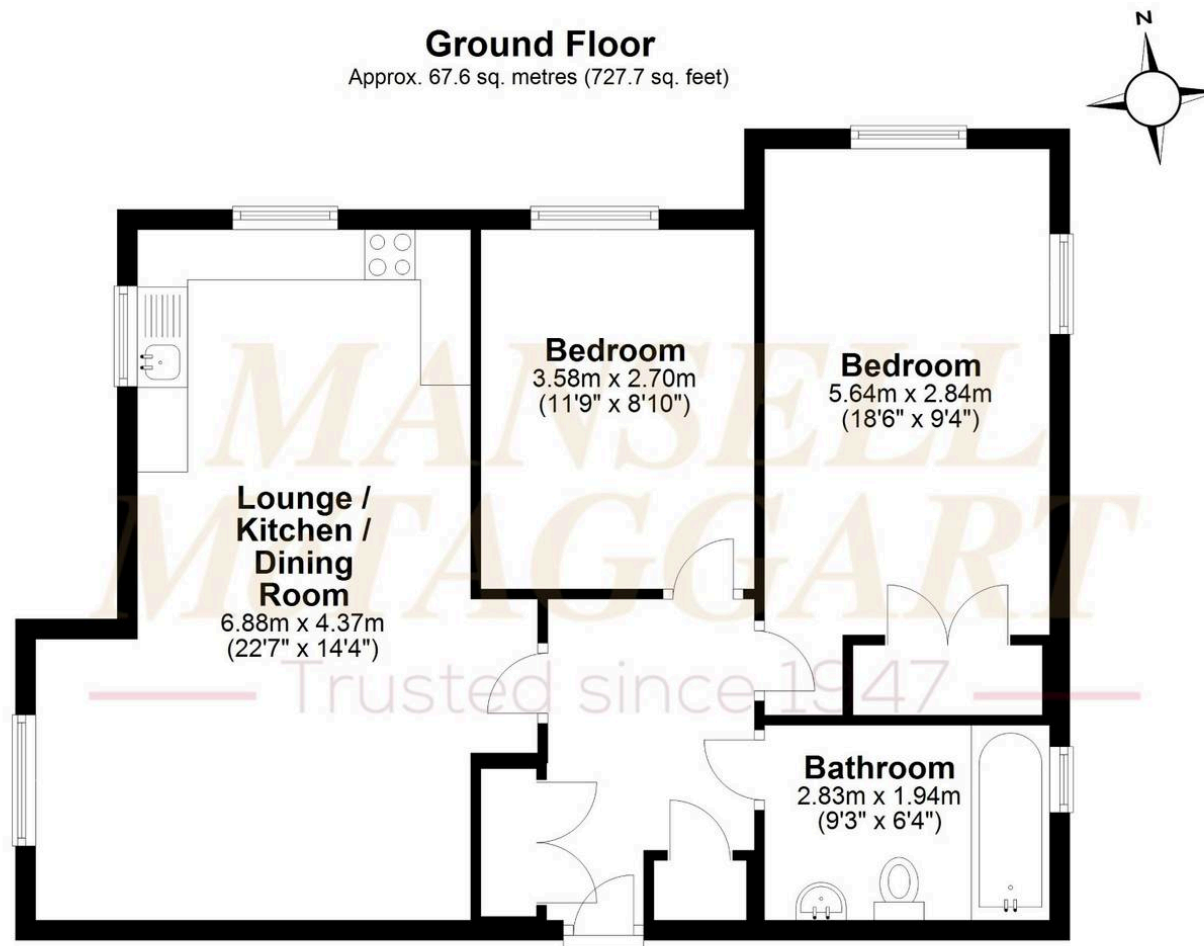 Ground Floor
Approx. 67.6 sq. metres (727.7 sq. feet)
N
Bedroom
3.58m x 2.70m
(11'9" x 8'10")
Bedroom
5.64m x 2.84m
(18'6" x 9'4")
MANSELL
McTAGGART
Trusted since 1947
Lounge /
Kitchen /
Dining
Room
6.88m x 4.37m
(22'7" x 14'4")
Bathroom
2.83m x 1.94m
(9'3" x 6'4")